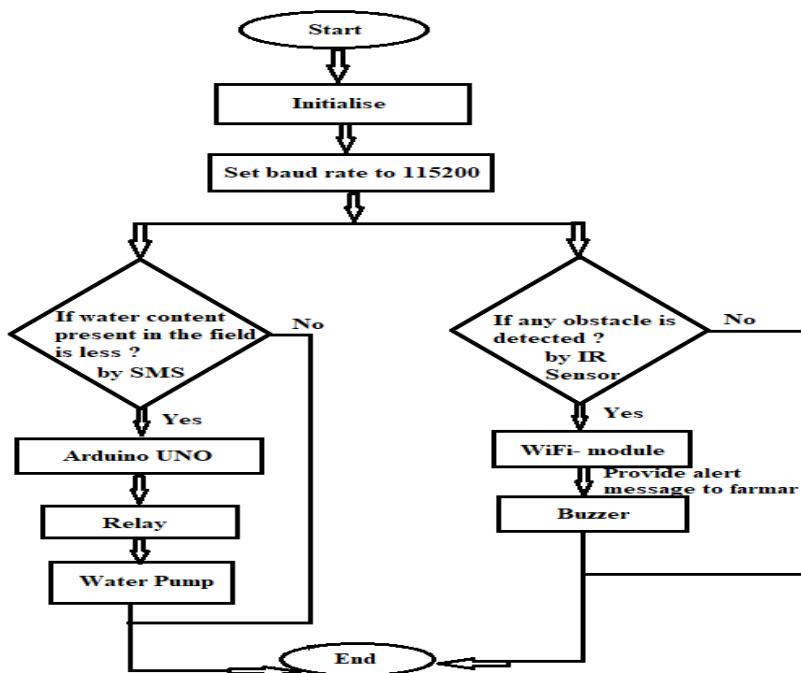 Start
Initialise
Set baud rate to 115200
If water content
present in the field
is less ?
by SMS
No
Yes
Arduino UNO
Relay
Water Pump
If any obstacle is
detected ?
by IR
Sensor
No
Yes
WiFi- module
Provide alert
message to farmar
Buzzer
End